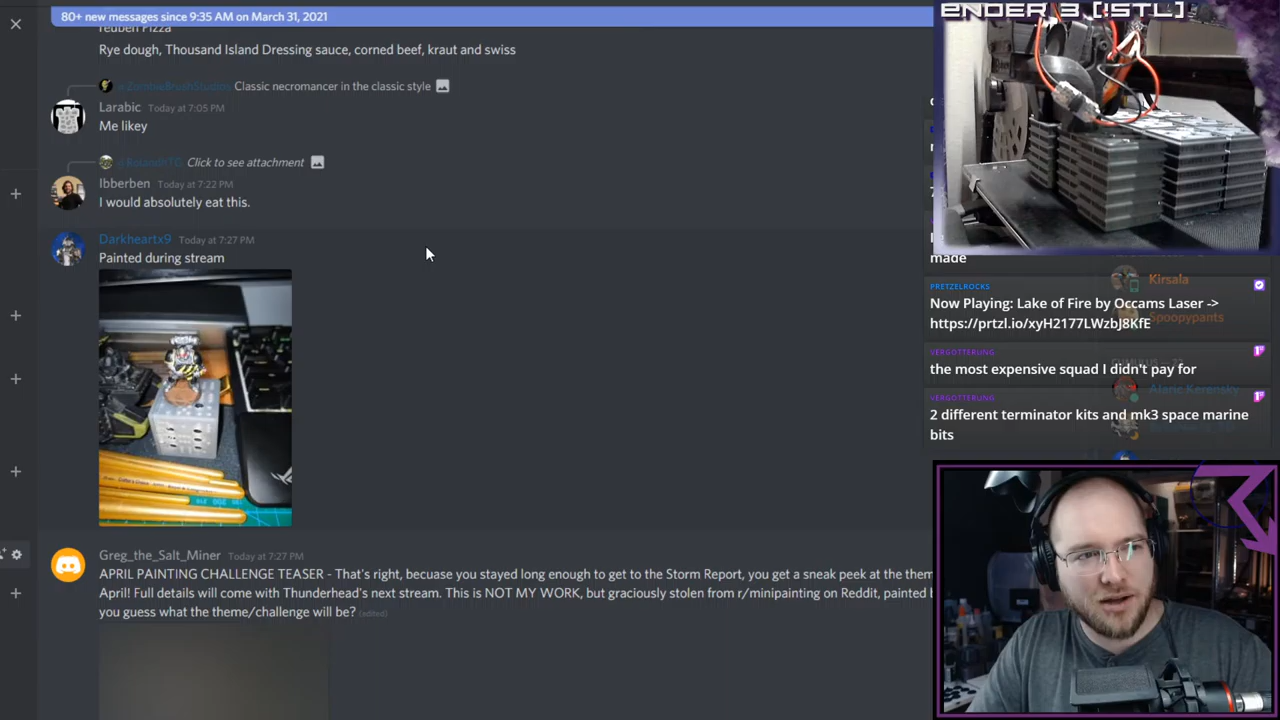 80+ new messages since 9:35 AM on March 31, 2021
Reuben Pizza
Rye dough, Thousand Island Dressing sauce, corned beef, kraut and swiss
Classic necromancer in the classic style
Larabic Today at 7:05 PM
Me likey
Click to see attachment
Ibberben Today at 7:22 PM
I would absolutely eat this.
Darkheartx9 Today at 7:27 PM
Painted during stream
Greg_the_Salt_Miner Today at 7:27 PM
APRIL PAINTING CHALLENGE TEASER - That's right, becuase you stayed long enough to get to the Storm Report, you get a sneak peek at the them
April! Full details will come with Thunderhead's next stream. This is NOT MY WORK, but graciously stolen from r/minipainting on Reddit, painted b
you guess what the theme/challenge will be? (edited)
ENDER 3 [!STL]
made
Kirsala
PRETZELROCKS
Now Playing: Lake of Fire by Occams Laser ->
https://prtzl.io/xyH2177LWzbJ8KfE
Spoopypants
VERGOTTERUNG
the most expensive squad I didn't pay for
Alane Kerensky
VERGOTTERUNG
2 different terminator kits and mk3 space marine
bits